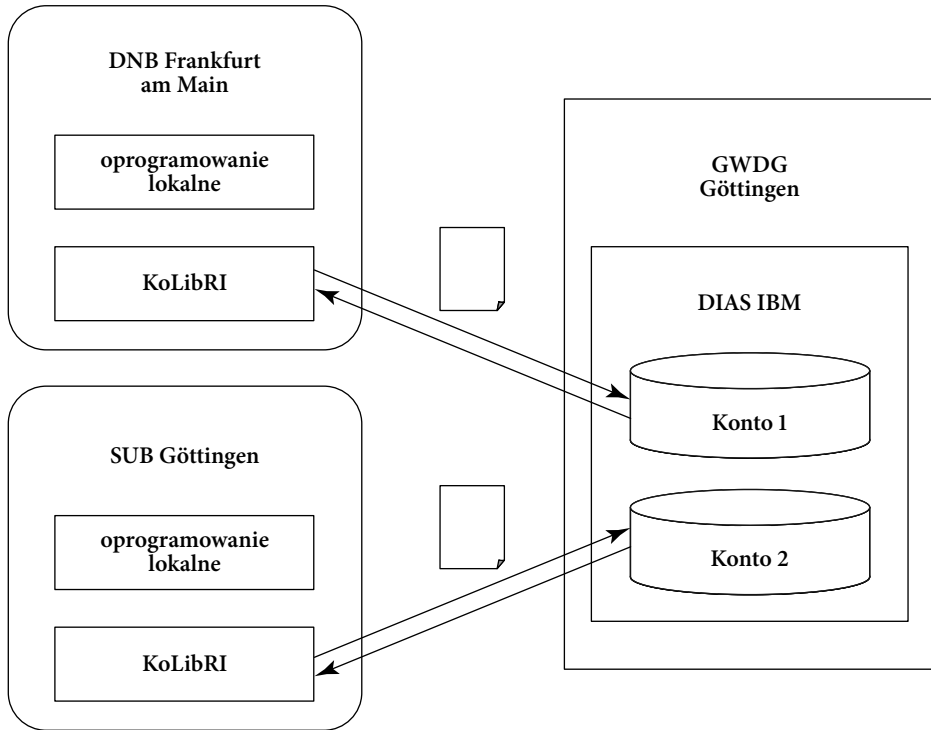 DNB Frankfurt
am Main
oprogramowanie
lokalne
KoLibRI
SUB Göttingen
oprogramowanie
lokalne
KoLibRI
GWDG
Göttingen
DIAS IBM
Konto 1
Konto 2